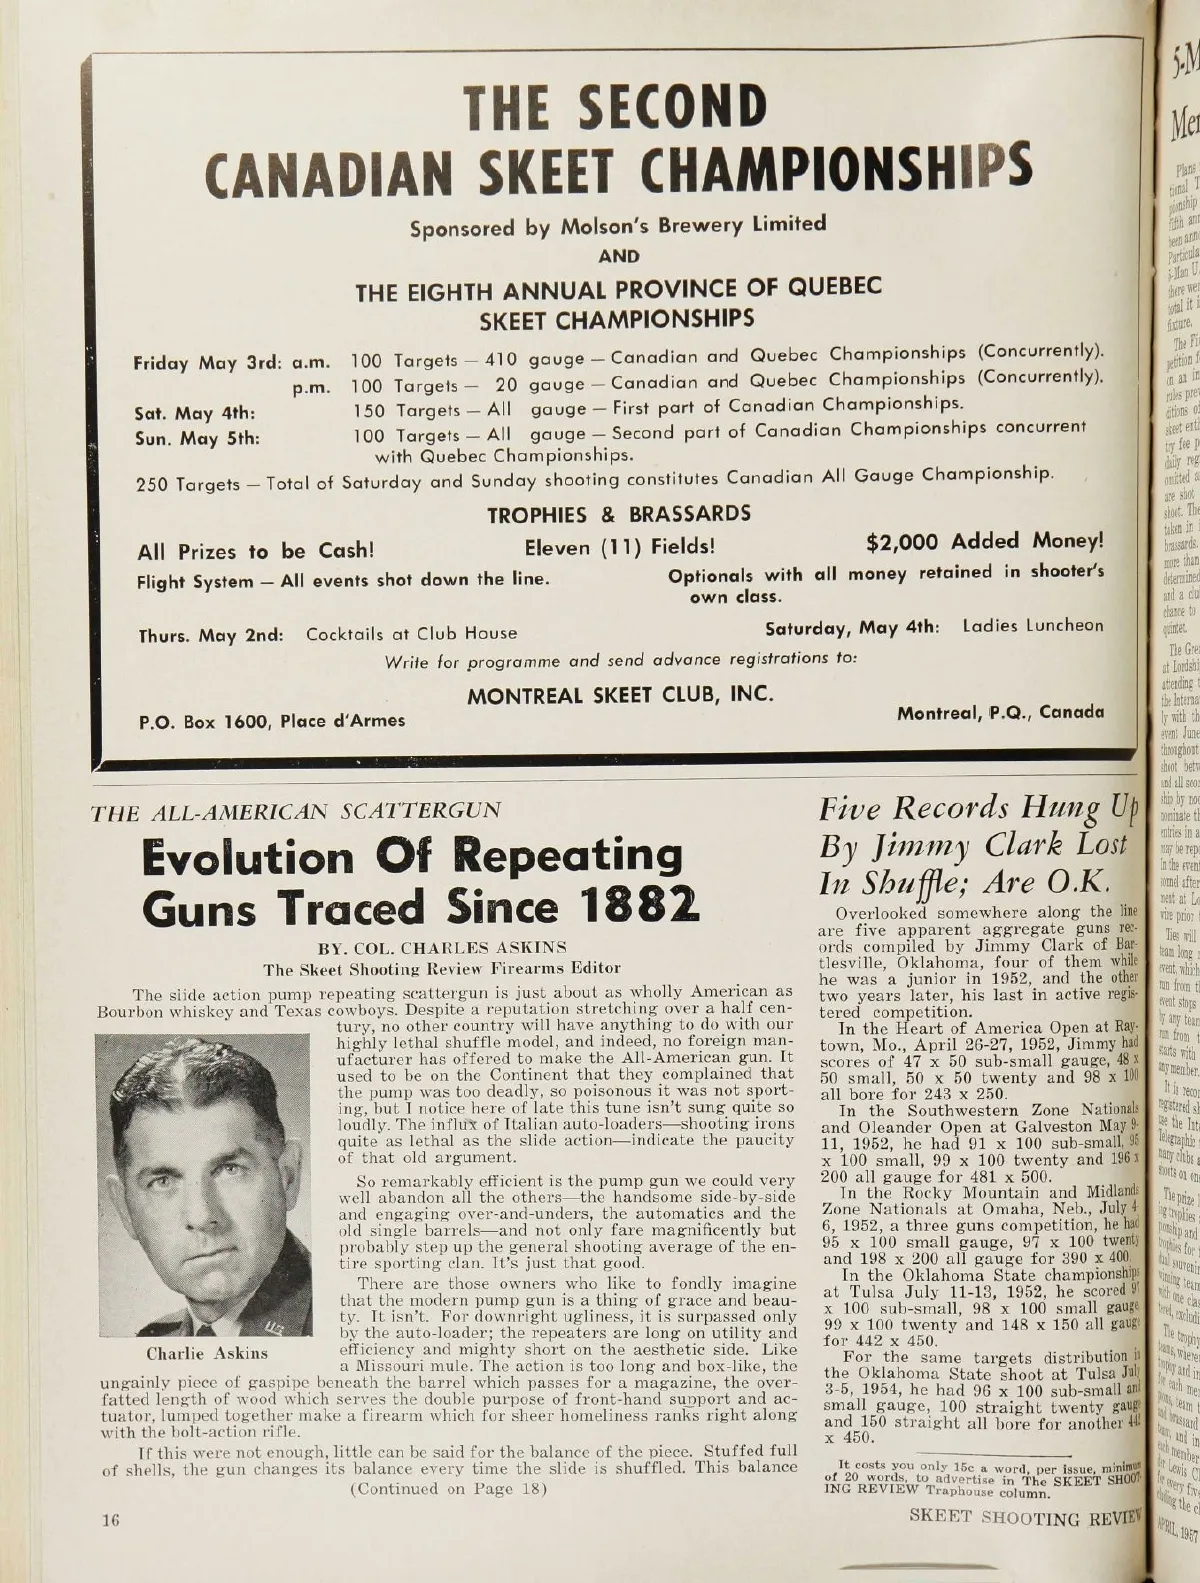 THE SECOND
CANADIAN SKEET CHAMPIONSHIPS
Sponsored by Molson's Brewery Limited
AND
THE EIGHTH ANNUAL PROVINCE OF QUEBEC
SKEET CHAMPIONSHIPS
Friday May 3rd: a.m. 100 Targets — 410 gauge — Canadian and Quebec Championships (Concurrently).
p.m. 100 Targets — 20 gauge — Canadian and Quebec Championships (Concurrently).
Sat. May 4th: 150 Targets — All gauge — First part of Canadian Championships.
Sun. May 5th: 100 Targets — All gauge — Second part of Canadian Championships concurrent
with Quebec Championships.
250 Targets — Total of Saturday and Sunday shooting constitutes Canadian All Gauge Championship.
TROPHIES & BRASSARDS
All Prizes to be Cash! Eleven (11) Fields! $2,000 Added Money!
Flight System — All events shot down the line. Optionals with all money retained in shooter's
own class.
Thurs. May 2nd: Cocktails at Club House Saturday, May 4th: Ladies Luncheon
Write for programme and send advance registrations to:
MONTREAL SKEET CLUB, INC.
P.O. Box 1600, Place d'Armes Montreal, P.Q., Canada
THE ALL-AMERICAN SCATTERGUN
Evolution Of Repeating
Guns Traced Since 1882
BY. COL. CHARLES ASKINS
The Skeet Shooting Review Firearms Editor
The slide action pump repeating scattergun is just about as wholly American as
Bourbon whiskey and Texas cowboys. Despite a reputation stretching over a half cen-
tury, no other country will have anything to do with our
highly lethal shuffle model, and indeed, no foreign man-
ufacturer has offered to make the All-American gun. It
used to be on the Continent that they complained that
the pump was too deadly, so poisonous it was not sport-
ing, but I notice here of late this tune isn't sung quite so
loudly. The influx of Italian auto-loaders—shooting irons
quite as lethal as the slide action—indicate the paucity
of that old argument.
So remarkably efficient is the pump gun we could very
well abandon all the others—the handsome side-by-side
and engaging over-and-unders, the automatics and the
old single barrels—and not only fare magnificently but
probably step up the general shooting average of the en-
tire sporting clan. It's just that good.
There are those owners who like to fondly imagine
that the modern pump gun is a thing of grace and beau-
ty. It isn't. For downright ugliness, it is surpassed only
by the auto-loader; the repeaters are long on utility and
efficiency and mighty short on the aesthetic side. Like
a Missouri mule. The action is too long and box-like, the
Charlie Askins
ungainly piece of gaspipe beneath the barrel which passes for a magazine, the over-
fatted length of wood which serves the double purpose of front-hand support and ac-
tuator, lumped together make a firearm which for sheer homeliness ranks right along
with the bolt-action rifle.
If this were not enough, little can be said for the balance of the piece. Stuffed full
of shells, the gun changes its balance every time the slide is shuffled. This balance
(Continued on Page 18)
16
Five Records Hung Up
By Jimmy Clark Lost
In Shuffle; Are O.K.
Overlooked somewhere along the line
are five apparent aggregate guns rec-
ords compiled by Jimmy Clark of Bar-
tlesville, Oklahoma, four of them while
he was a junior in 1952, and the other
two years later, his last in active regis-
tered competition.
In the Heart of America Open at Ray-
town, Mo., April 26-27, 1952, Jimmy had
scores of 47 x 50 sub-small gauge, 48 x
50 small, 50 x 50 twenty and 98 x 100
all bore for 243 x 250.
In the Southwestern Zone Nationals
and Oleander Open at Galveston May 9-
11, 1952, he had 91 x 100 sub-small, 95
x 100 small, 99 x 100 twenty and 196 x
200 all gauge for 481 x 500.
In the Rocky Mountain and Midlands
Zone Nationals at Omaha, Neb., July 4-
6, 1952, a three guns competition, he had
95 x 100 small gauge, 97 x 100 twenty
and 198 x 200 all gauge for 390 x 400.
In the Oklahoma State championships
at Tulsa July 11-13, 1952, he scored 97
x 100 sub-small, 98 x 100 small gauge
99 x 100 twenty and 148 x 150 all gauge
for 442 x 450.
For the same targets distribution in
the Oklahoma State shoot at Tulsa July
3-5, 1954, he had 96 x 100 sub-small and
small gauge, 100 straight twenty gauge
and 150 straight all bore for another
x 450.
It costs you only 15c a word, per issue, minimum
of 20 words, to advertise in The SKEET SHOOT-
ING REVIEW Traphouse column.
SKEET SHOOTING REVIEW
APRIL, 1957